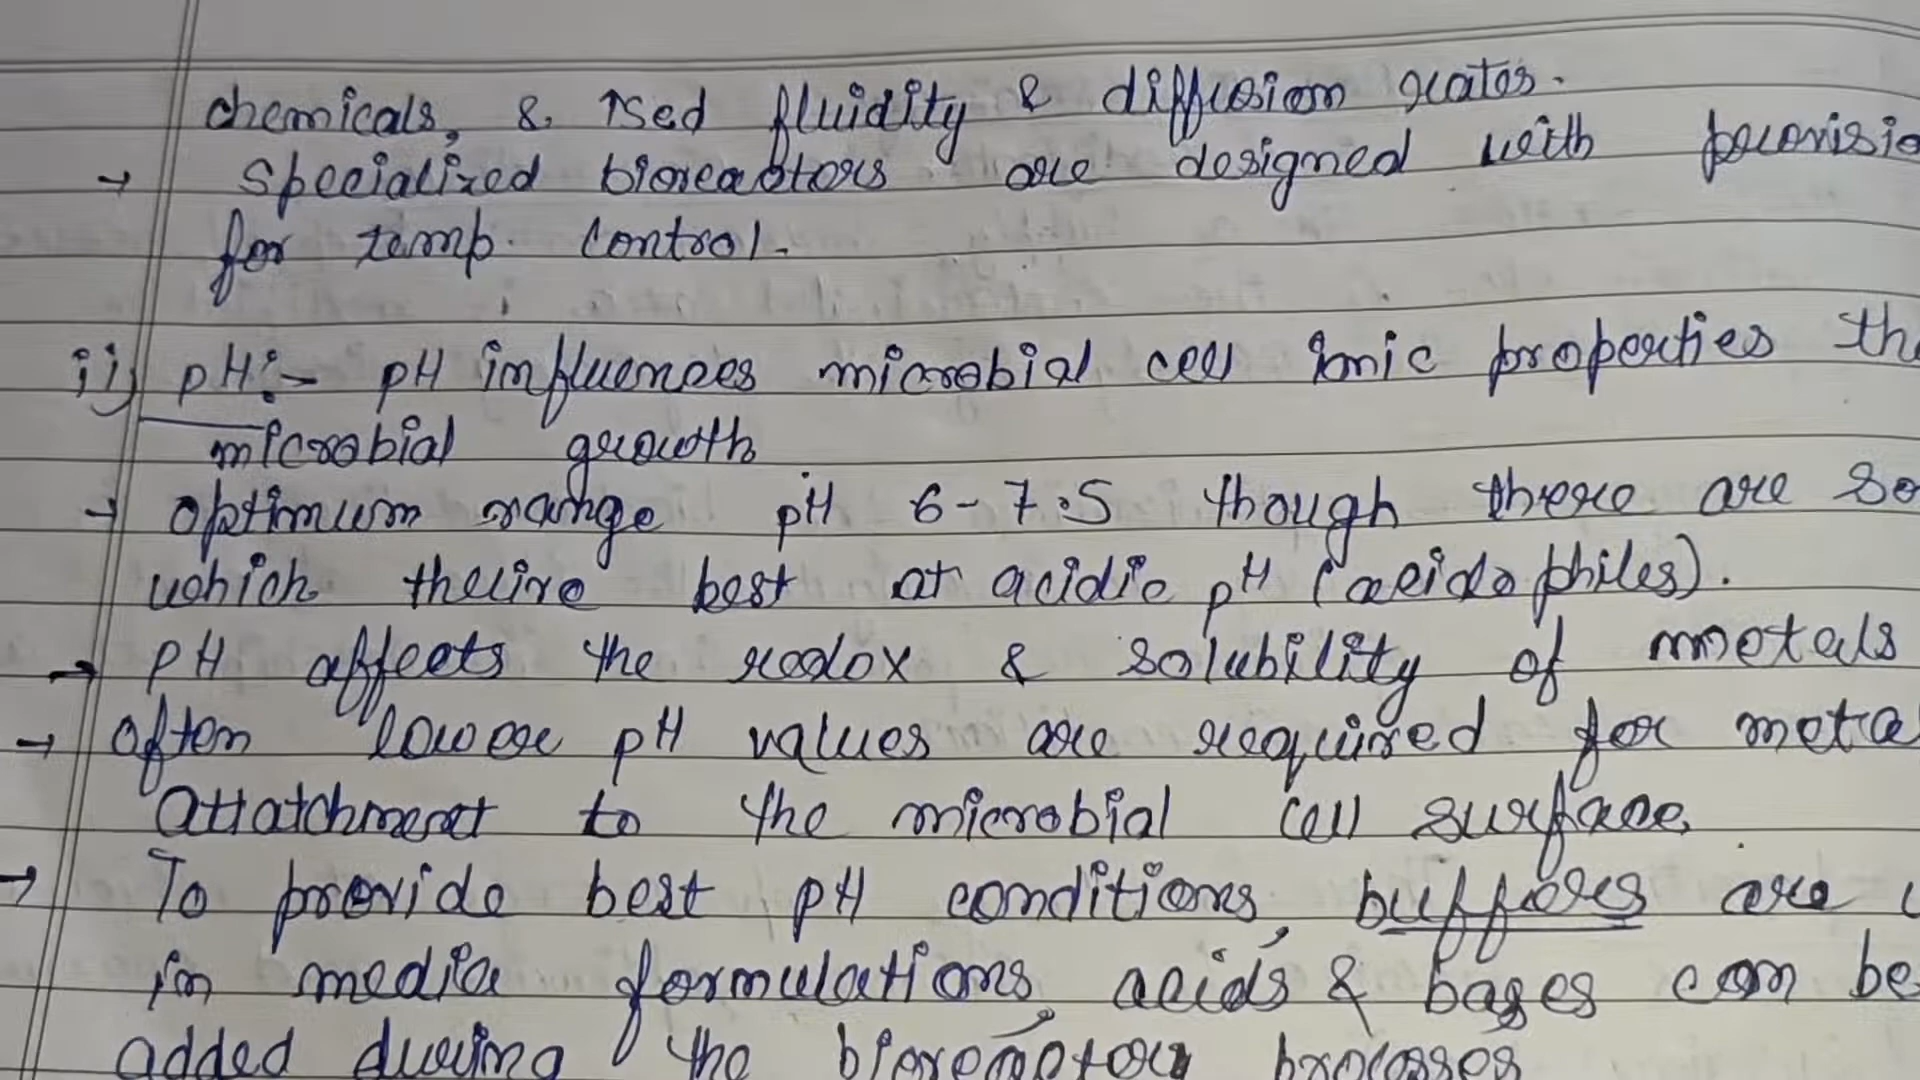 chemicals, & ↑sed fluidity & diffusion rates.
→ Specialized bioreactors are designed with provisio
for temp. control.
ii) pH:- pH influences microbial cell ionic properties th
microbial growth
→ optimum range pH 6-7.5 though there are so
which thrive best at acidic pH (acidophiles).
→ pH affects the redox & solubility of metals
→ often lower pH values are required for meta
attatchment to the microbial cell surface
→ To provide best pH conditions, buffers are
in media formulations, acids & bases can be
added during the bioreactor processes